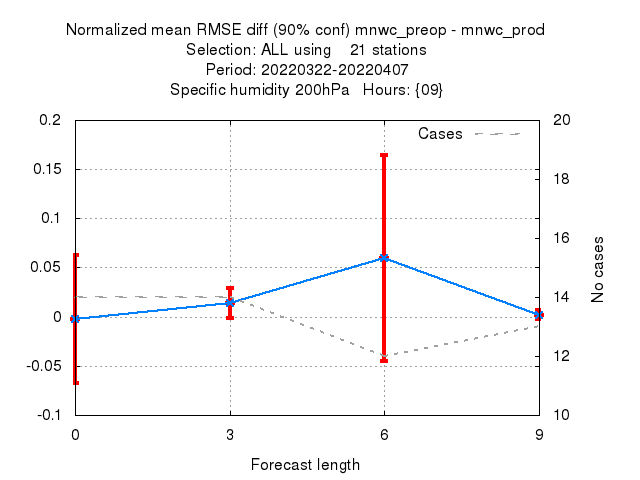 Normalized mean RMSE diff (90% conf) mnwc_preop - mnwc_prod
Selection: ALL using    21 stations
Period: 20220322-20220407
Specific humidity 200hPa   Hours: {09}
Cases
0.2
0.15
0.1
0.05
0
-0.05
-0.1
20
18
16
14
12
10
No cases
0 3 6 9
Forecast length